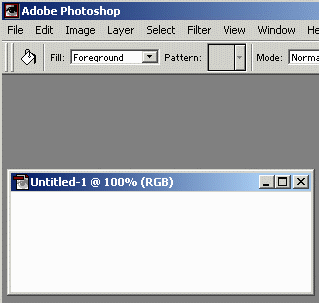 Adobe Photoshop
File Edit Image Layer Select Filter View Window He
Fill: Foreground Pattern: Mode: Norma
Untitled-1 @ 100% (RGB)